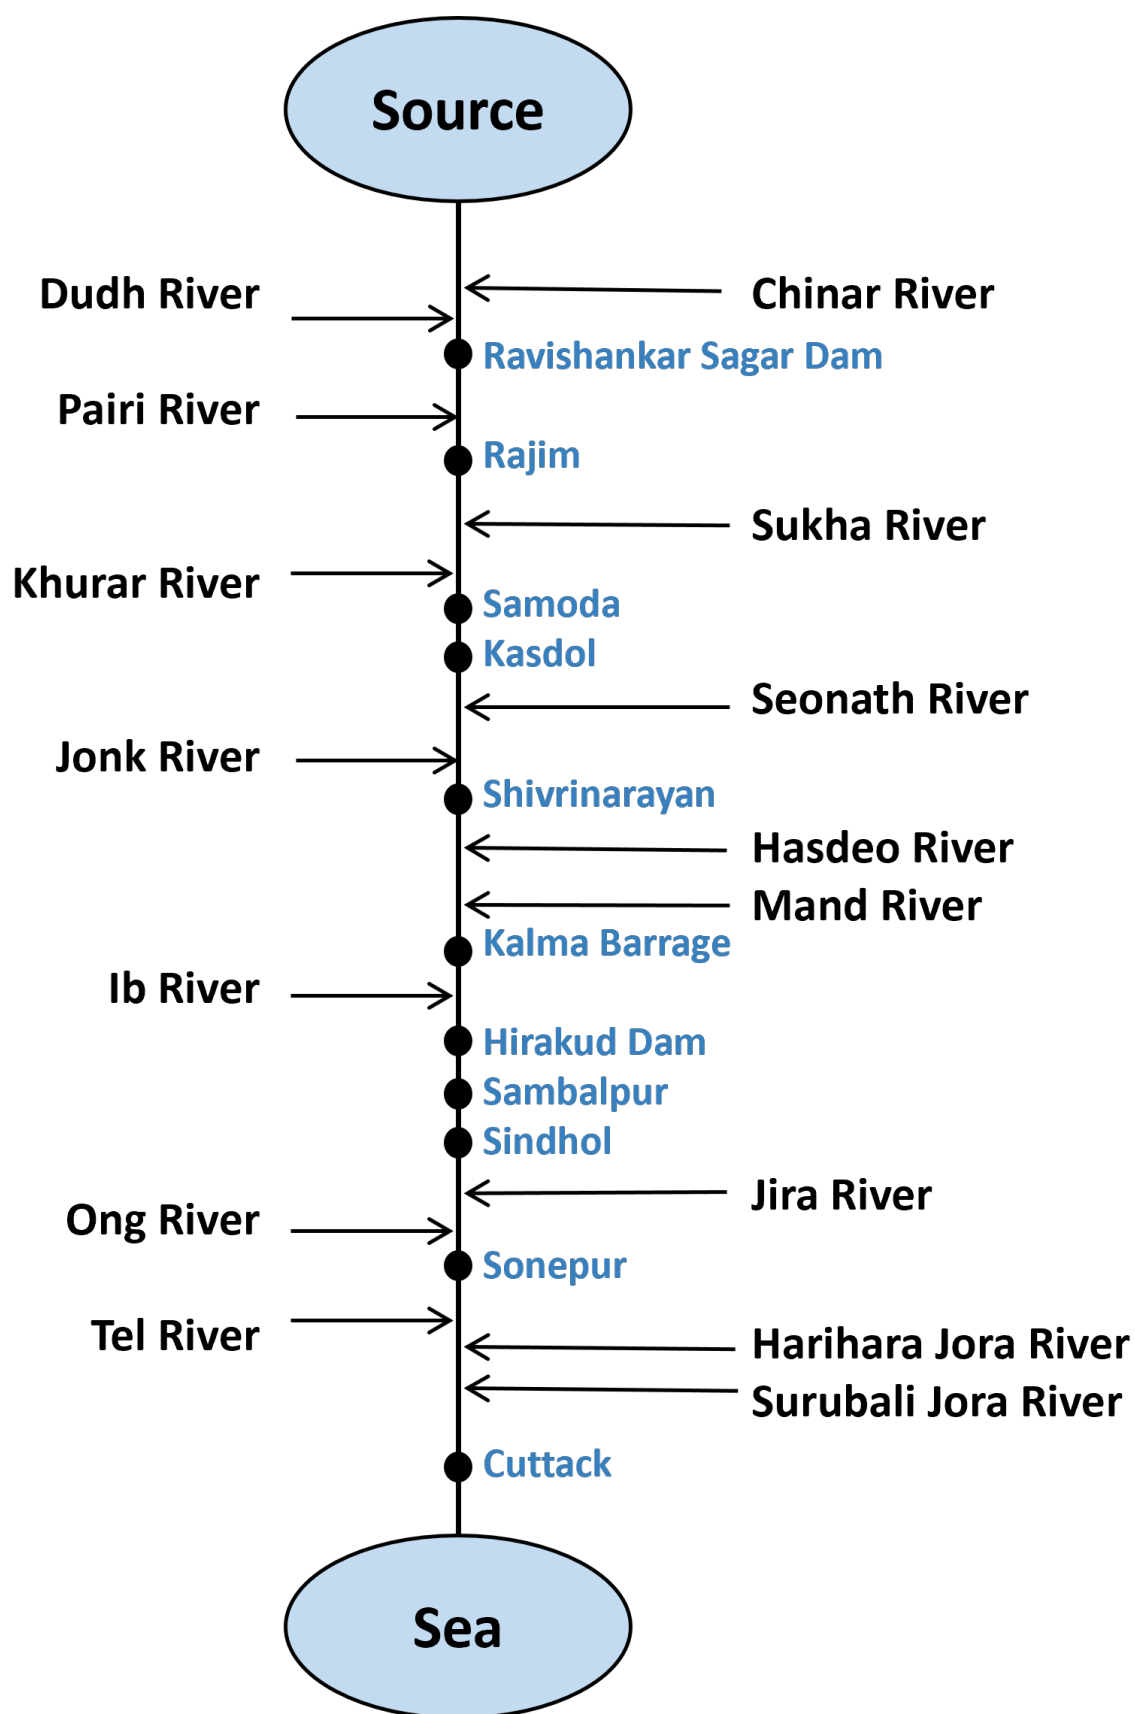 Source
Dudh River
Chinar River
Ravishankar Sagar Dam
Pairi River
Rajim
Sukha River
Khurar River
Samoda
Kasdol
Seonath River
Jonk River
Shivrinarayan
Hasdeo River
Mand River
Kalma Barrage
Ib River
Hirakud Dam
Sambalpur
Sindhol
Jira River
Ong River
Sonepur
Tel River
Harihara Jora River
Surubali Jora River
Cuttack
Sea